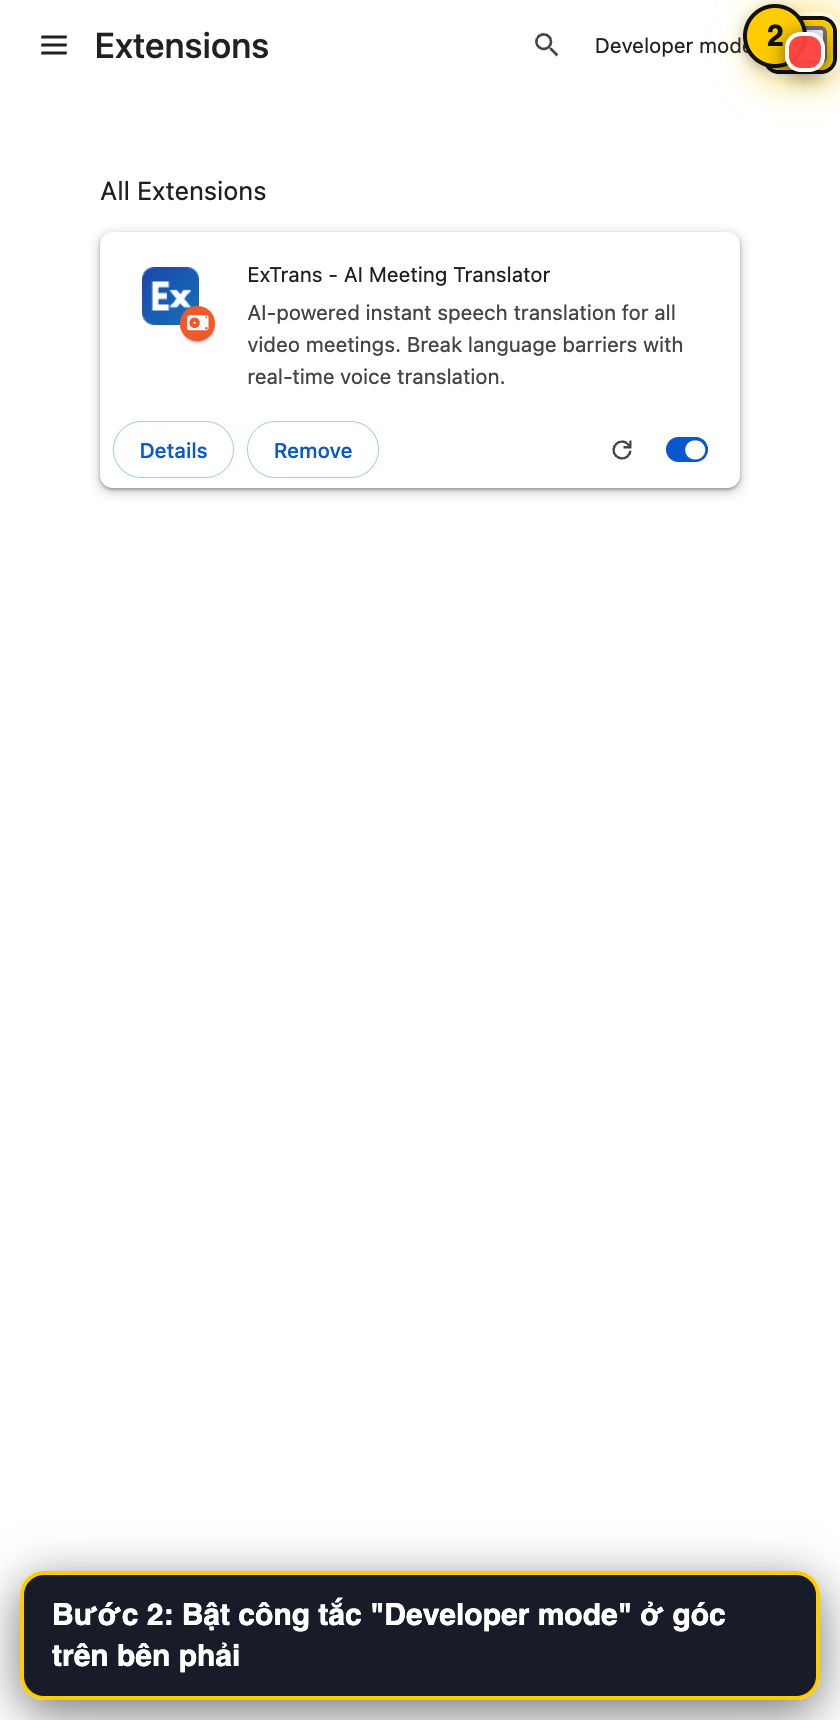 Extensions
Developer mode
2
All Extensions
Ex
ExTrans - AI Meeting Translator
AI-powered instant speech translation for all
video meetings. Break language barriers with
real-time voice translation.
Details
Remove
Bước 2: Bật công tắc "Developer mode" ở góc
trên bên phải